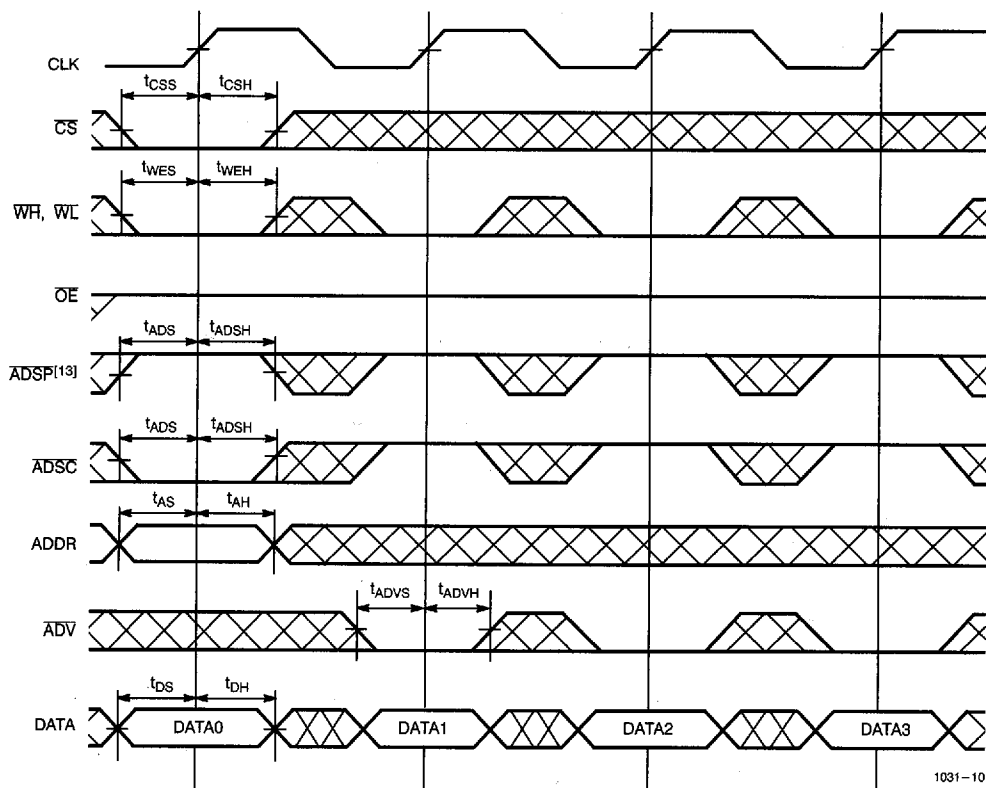 CLK
tCSS tCSH
CS
tWES tWEH
WH, WL
OE
tADS tADSH
ADSP[13]
tADS tADSH
ADSC
tAS tAH
ADDR
tADVS tADVH
ADV
tDS tDH
DATA DATA0 DATA1 DATA2 DATA3
1031–10